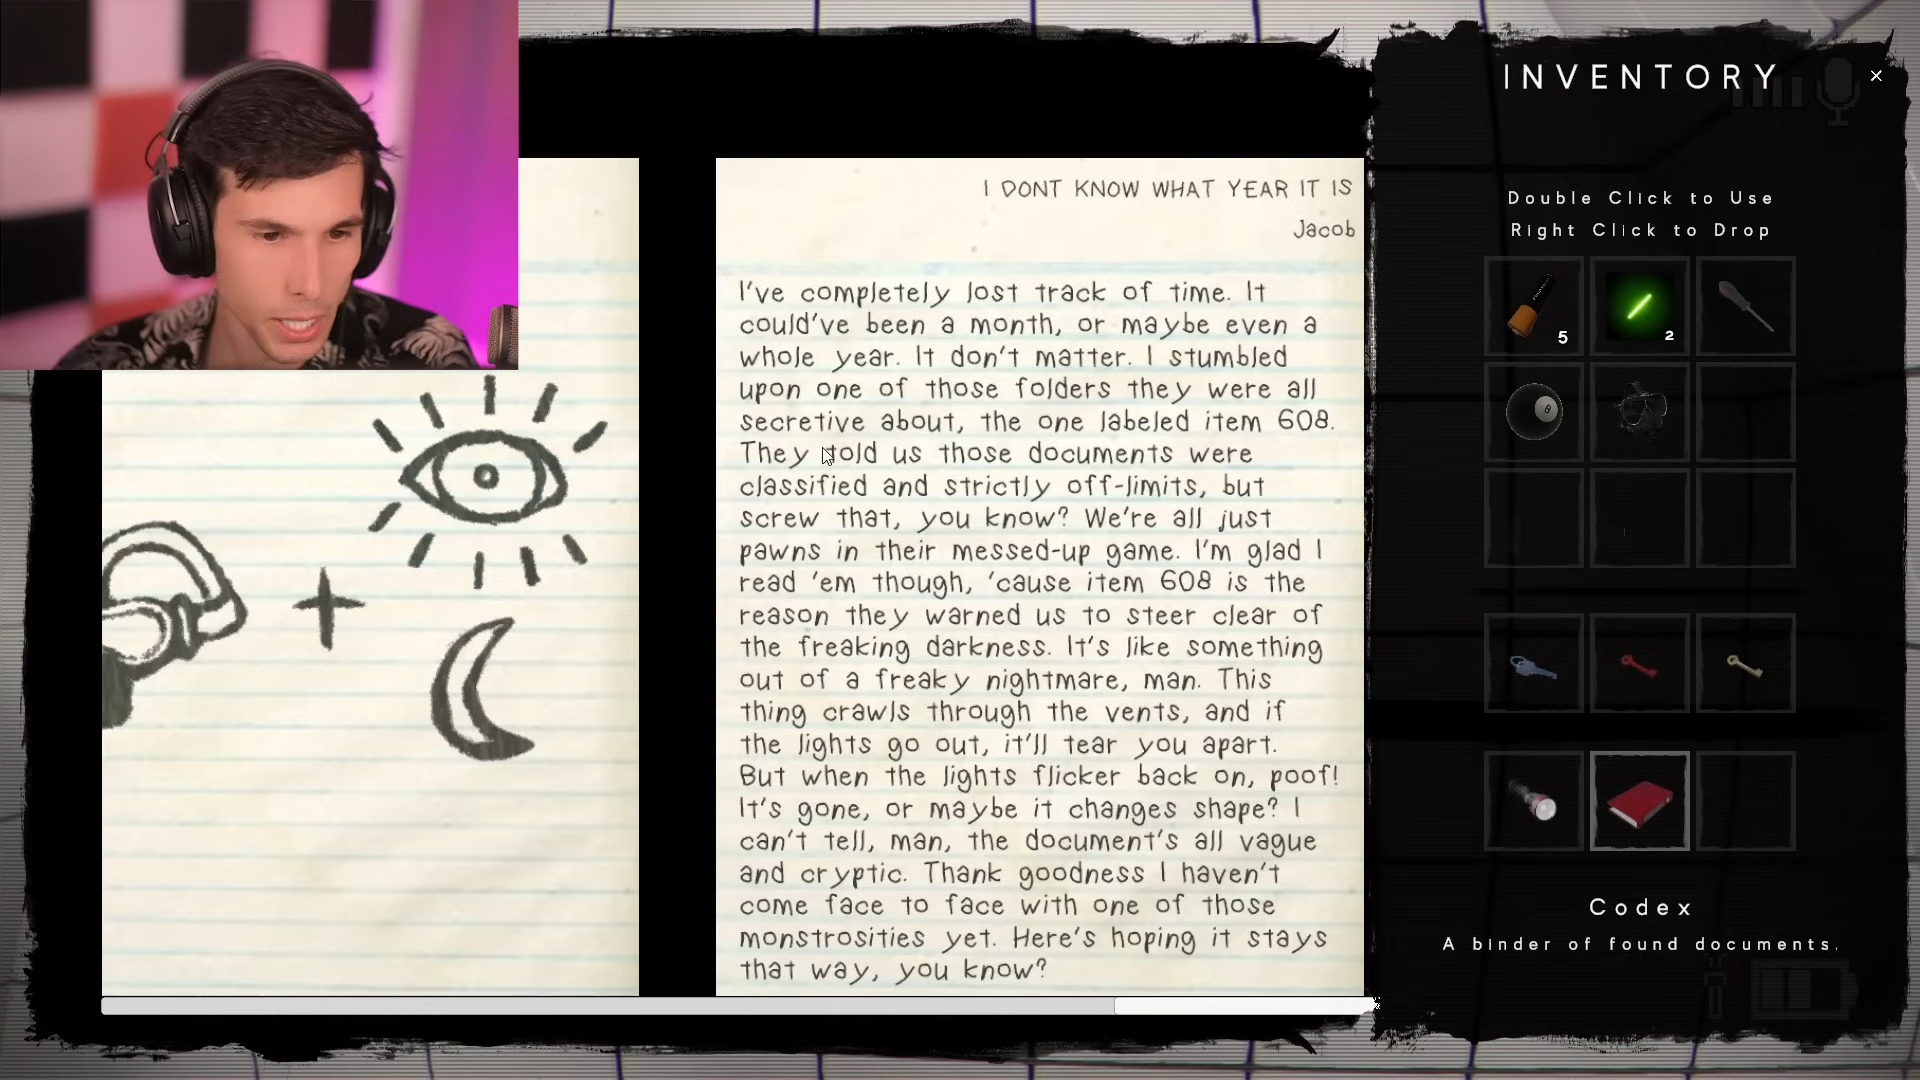 I DONT KNOW WHAT YEAR IT IS
Jacob
I've completely lost track of time. It
could've been a month, or maybe even a
whole year. It don't matter. I stumbled
upon one of those folders they were all
secretive about, the one labeled item 608.
They told us those documents were
classified and strictly off-limits, but
screw that, you know? We're all just
pawns in their messed-up game. I'm glad I
read 'em though, 'cause item 608 is the
reason they warned us to steer clear of
the freaking darkness. It's like something
out of a freaky nightmare, man. This
thing crawls through the vents, and if
the lights go out, it'll tear you apart.
But when the lights flicker back on, poof!
It's gone, or maybe it changes shape? I
can't tell, man, the document's all vague
and cryptic. Thank goodness I haven't
come face to face with one of those
monstrosities yet. Here's hoping it stays
that way, you know?
INVENTORY
×
Double Click to Use
Right Click to Drop
5
2
8
Codex
A binder of found documents.